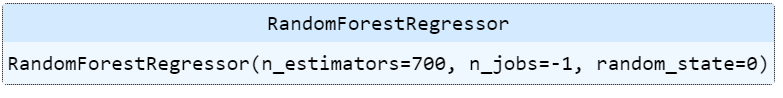 RandomForestRegressor
RandomForestRegressor(n_estimators=700, n_jobs=-1, random_state=0)